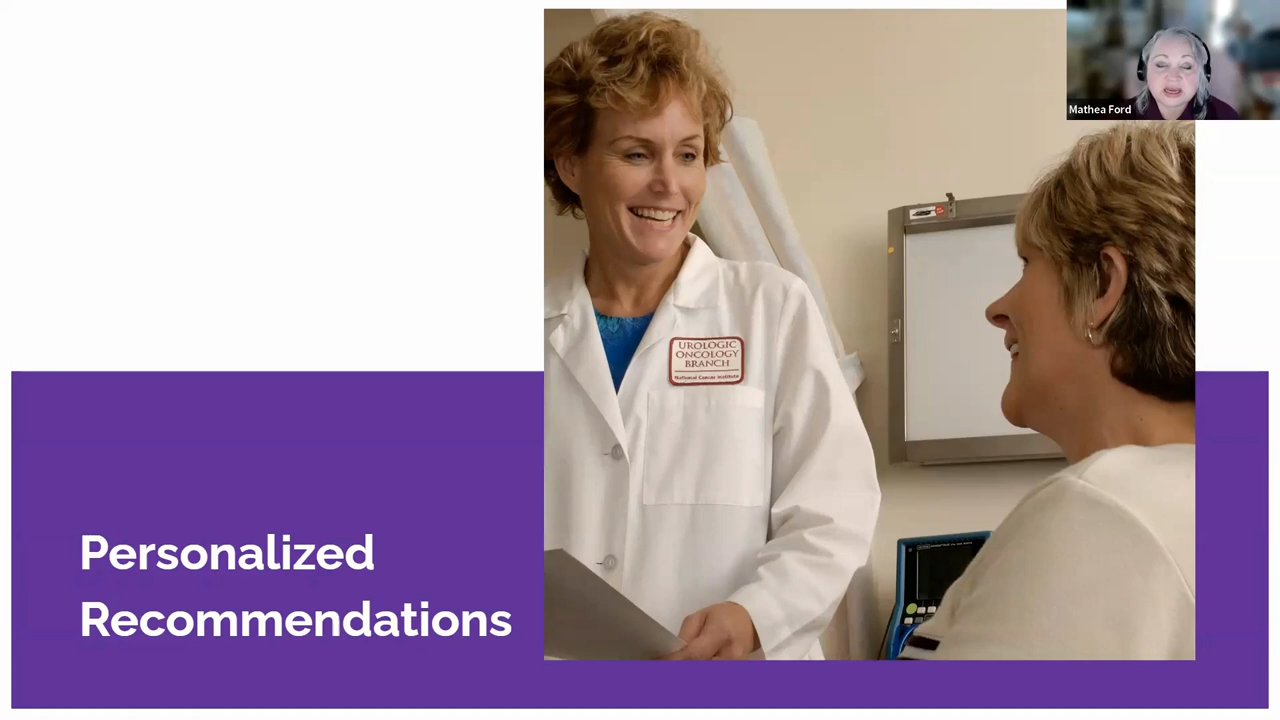 Mathea Ford
UROLOGIC
ONCOLOGY
BRANCH
National Cancer Institute
Personalized
Recommendations